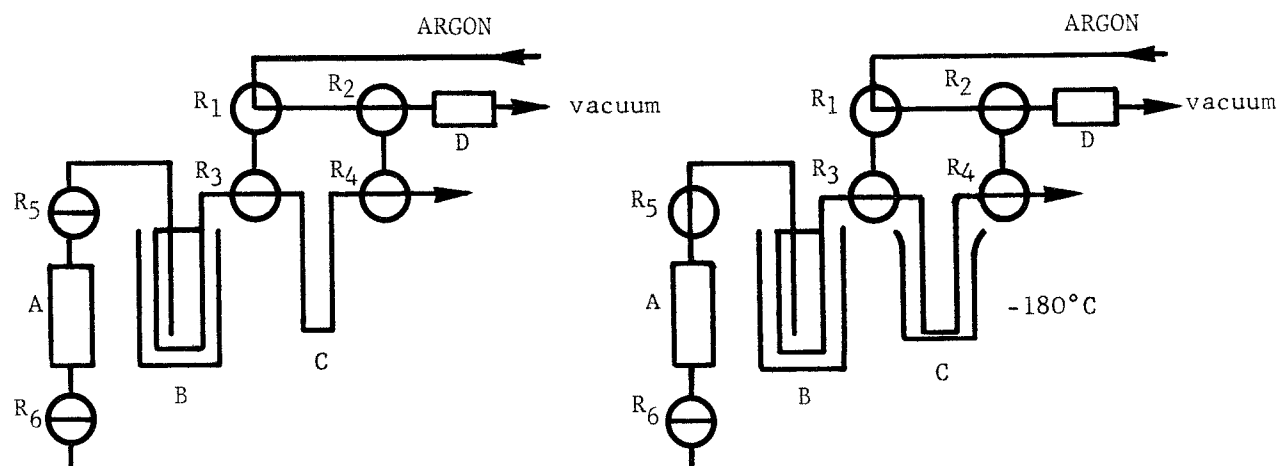 ARGON
R1 R2
vacuum
D
R3 R4
R5
A
B
C
R6
ARGON
R1 R2
vacuum
D
R3 R4
R5
A
-180°C
B
C
R6